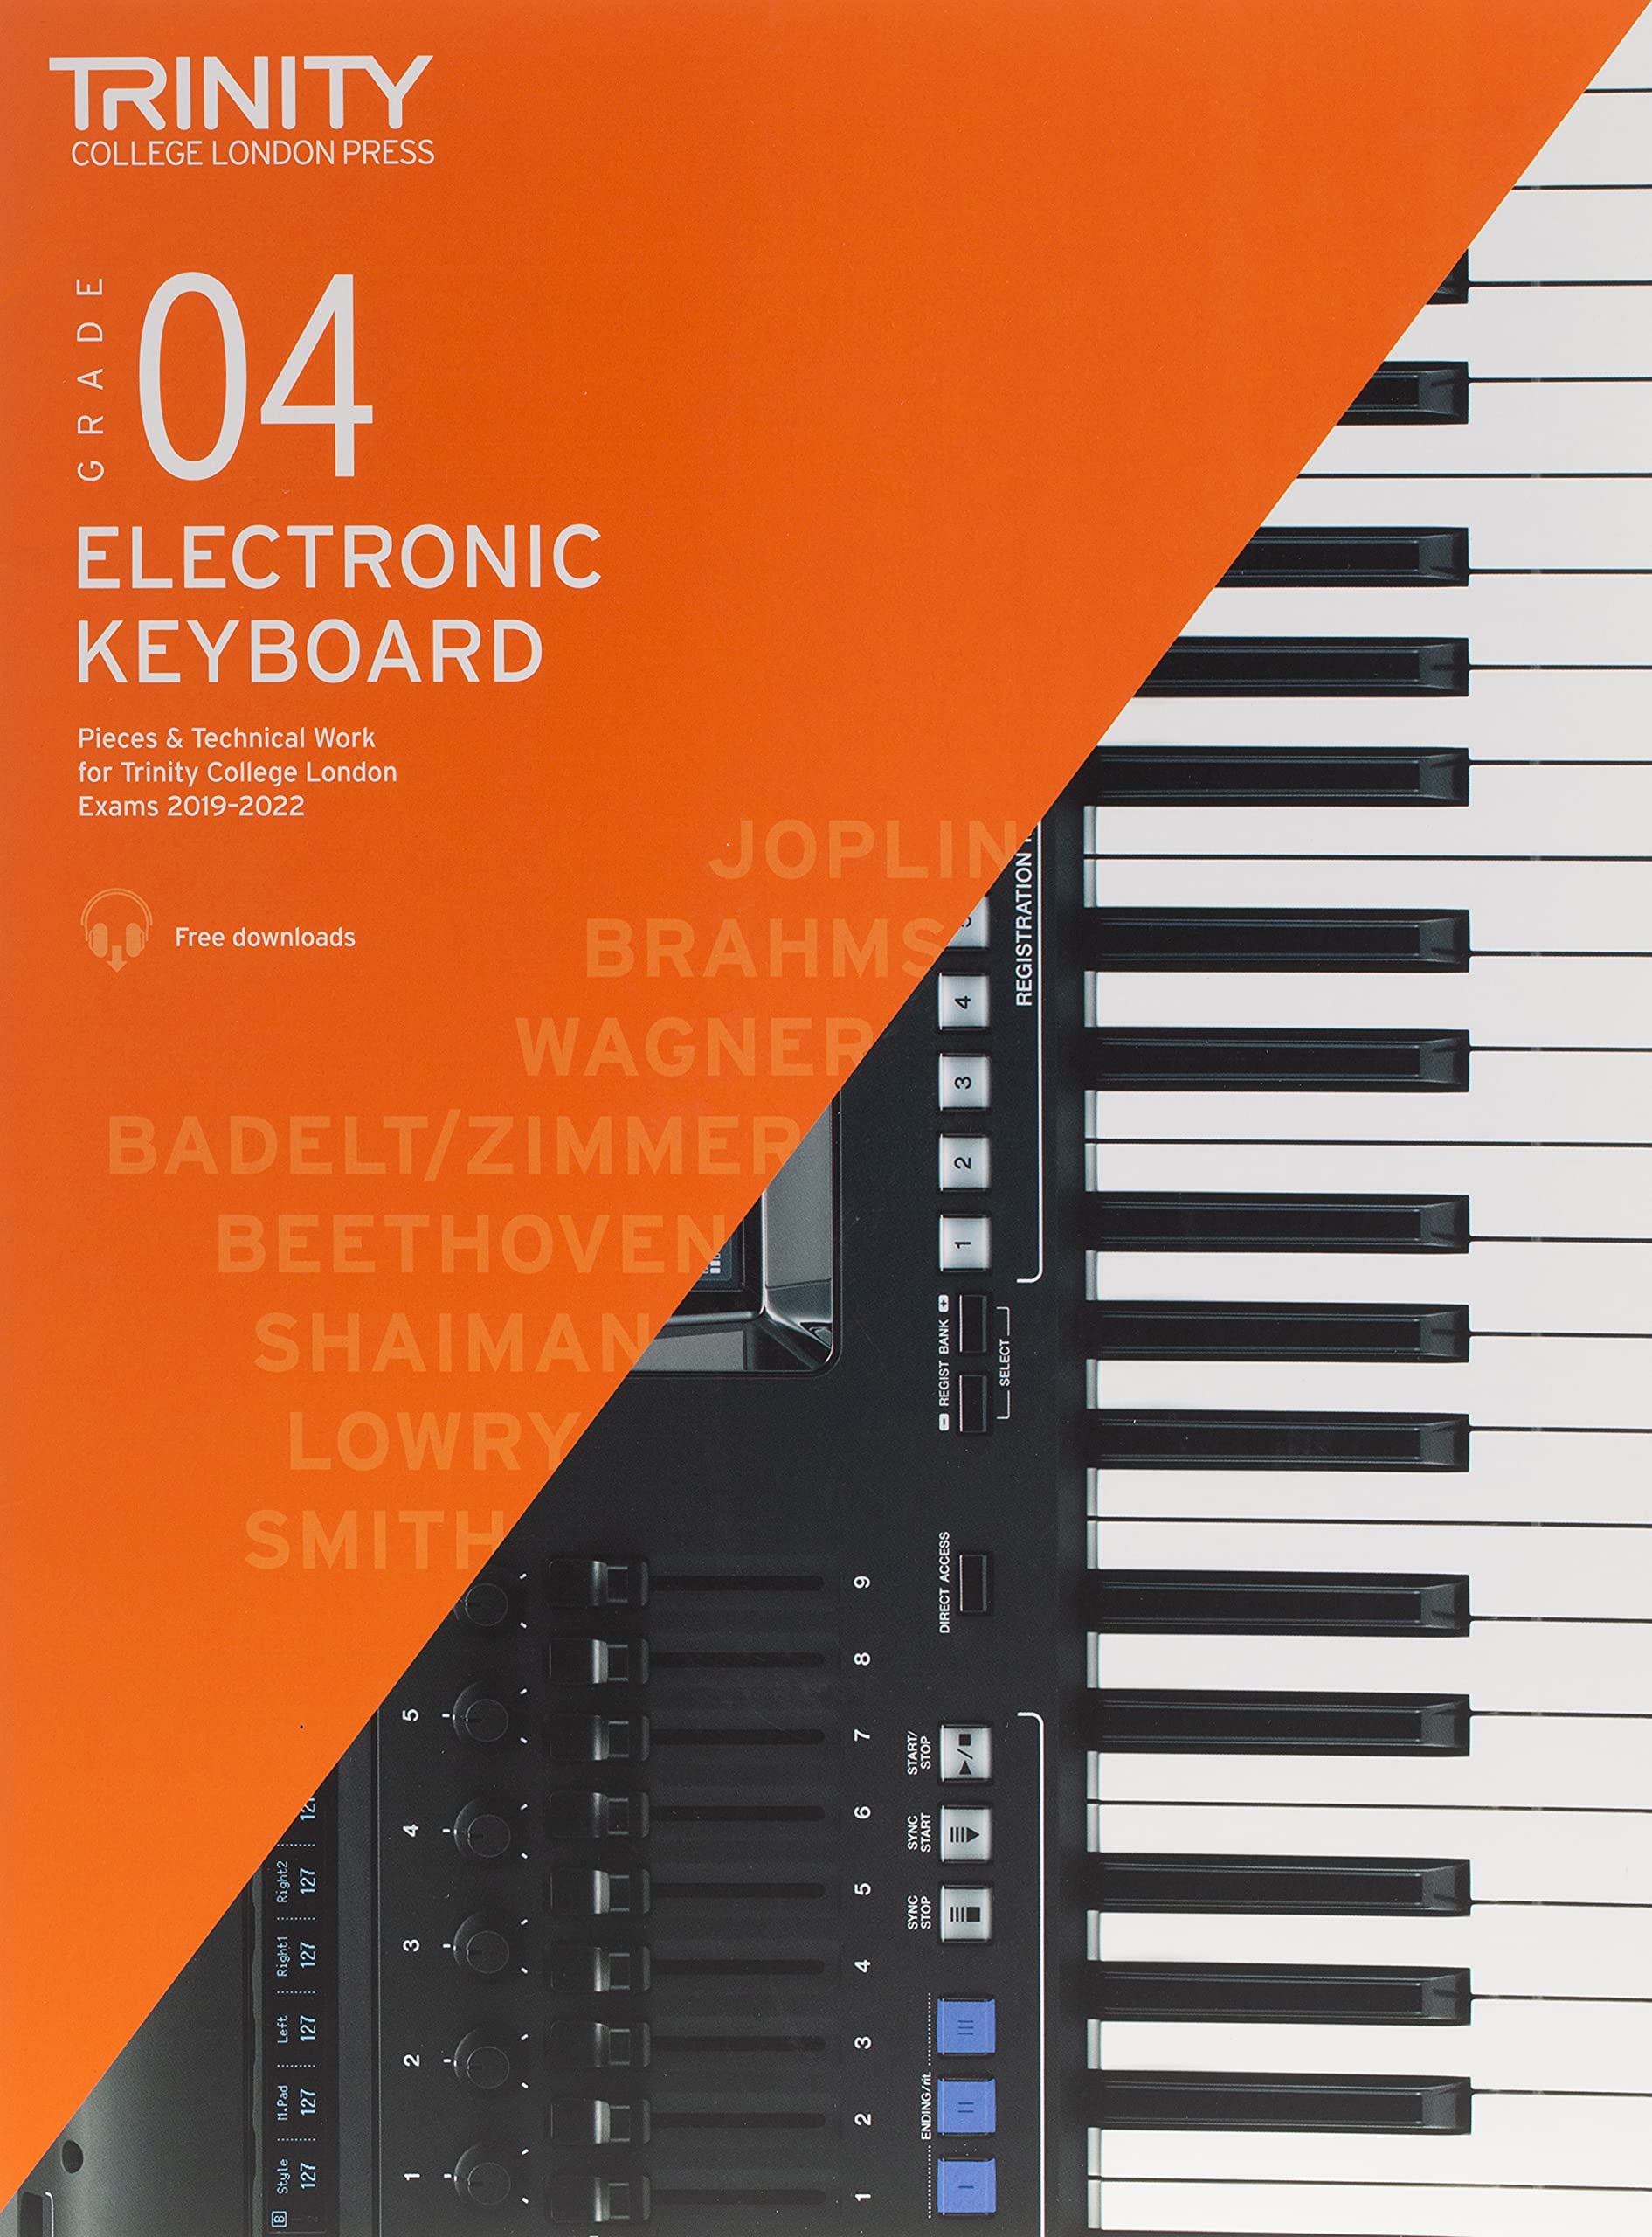 TRINITY
COLLEGE LONDON PRESS
GRADE
04
ELECTRONIC
KEYBOARD
Pieces & Technical Work
for Trinity College London
Exams 2019–2022
Free downloads
JOPLIN
BRAHMS
WAGNER
BADELT/ZIMMER
BEETHOVEN
SHAIMAN
LOWRY
SMITH
REGISTRATION
5
4
3
2
1
- REGIST BANK +
SELECT
DIRECT ACCESS
9
8
7
6
5
4
3
2
1
5
4
3
2
1
START/
STOP
SYNC
START
SYNC
STOP
ENDING/rit.
III
II
I
B Style M.Pad Left Right1 Right2
127 127 127 127 127